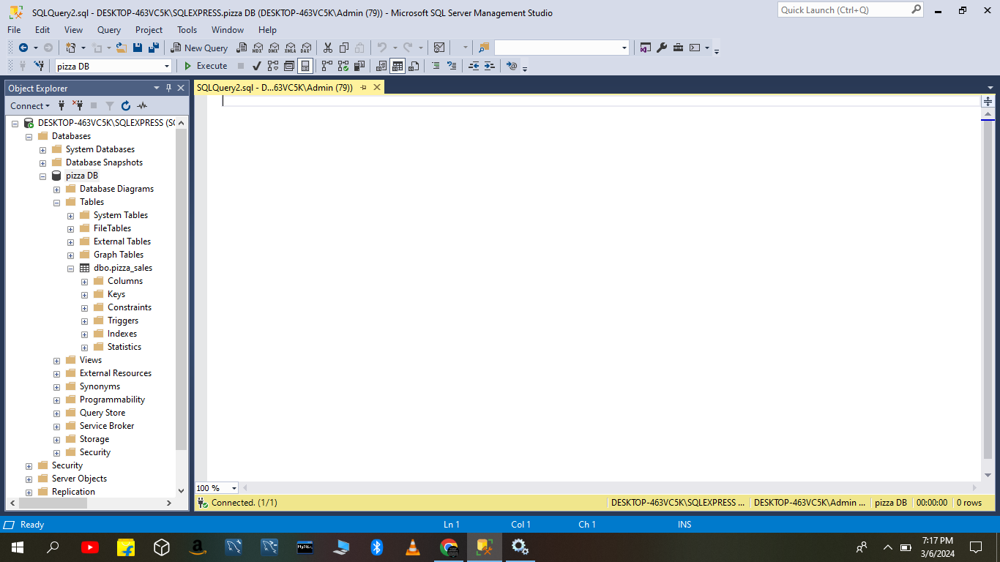 SQLQuery2.sql - DESKTOP-463VC5K\SQLEXPRESS.pizza DB (DESKTOP-463VC5K\Admin (79)) - Microsoft SQL Server Management Studio
Quick Launch (Ctrl+Q)
File Edit View Query Project Tools Window Help
New Query MDX DMX XMLA DAX
pizza DB Execute
Object Explorer
SQLQuery2.sql - D...63VC5K\Admin (79))
Connect
DESKTOP-463VC5K\SQLEXPRESS (SQ
Databases
System Databases
Database Snapshots
pizza DB
Database Diagrams
Tables
System Tables
FileTables
External Tables
Graph Tables
dbo.pizza_sales
Columns
Keys
Constraints
Triggers
Indexes
Statistics
Views
External Resources
Synonyms
Programmability
Query Store
Service Broker
Storage
Security
Security
Server Objects
Replication
100 %
Connected. (1/1) DESKTOP-463VC5K\SQLEXPRESS ... DESKTOP-463VC5K\Admin ... pizza DB 00:00:00 0 rows
Ready Ln 1 Col 1 Ch 1 INS
MySQL
7:17 PM
3/6/2024